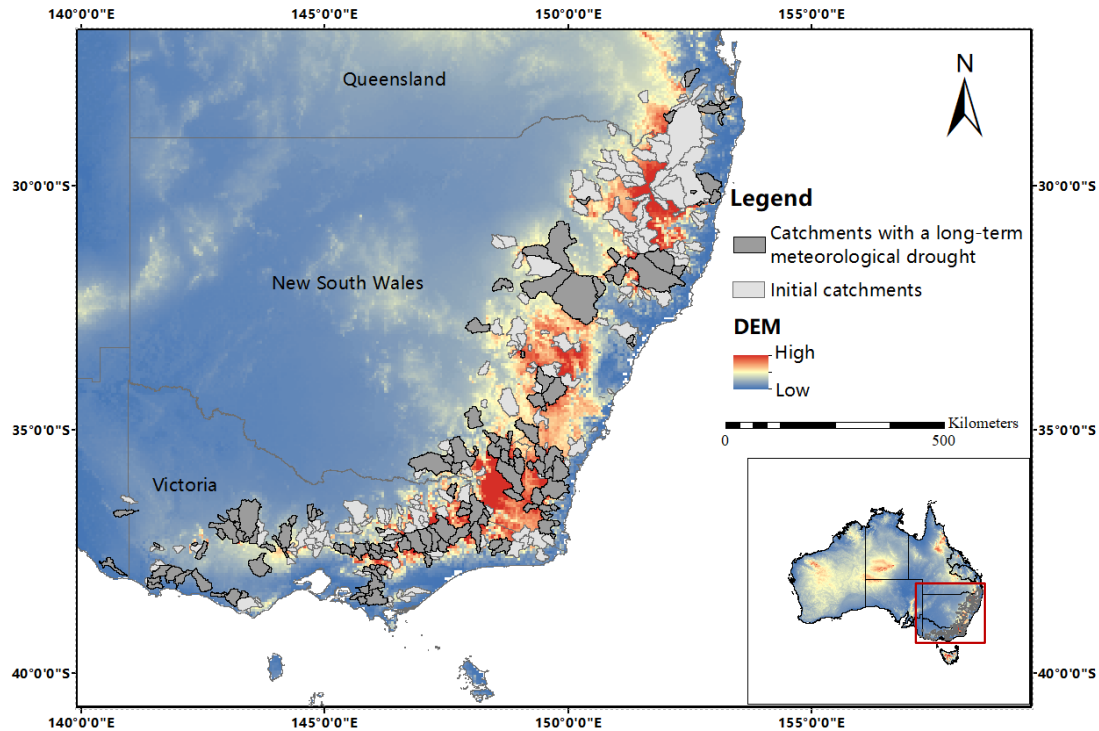 140°0'0"E
145°0'0"E
150°0'0"E
155°0'0"E
Queensland
N
30°0'0"S
30°0'0"S
Legend
Catchments with a long-term
meteorological drought
New South Wales
Initial catchments
DEM
High
Low
Kilometers
0
500
35°0'0"S
35°0'0"S
Victoria
40°0'0"S
40°0'0"S
140°0'0"E
145°0'0"E
150°0'0"E
155°0'0"E